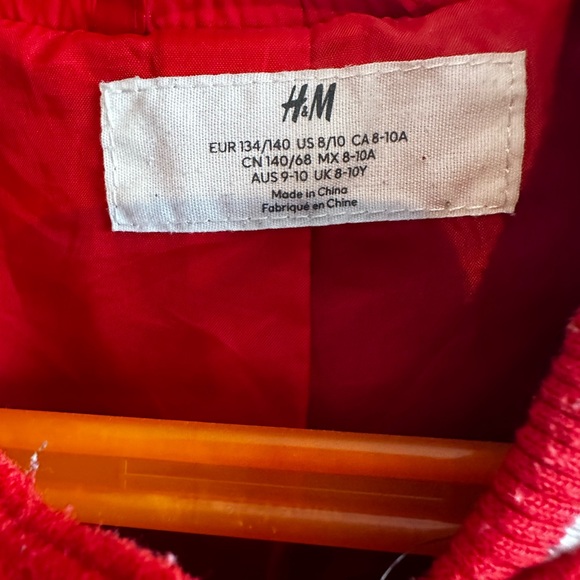 H&M
EUR 134/140 US 8/10 CA 8-10A
CN 140/68 MX 8-10A
AUS 9-10 UK 8-10Y
Made in China
Fabriqué en Chine